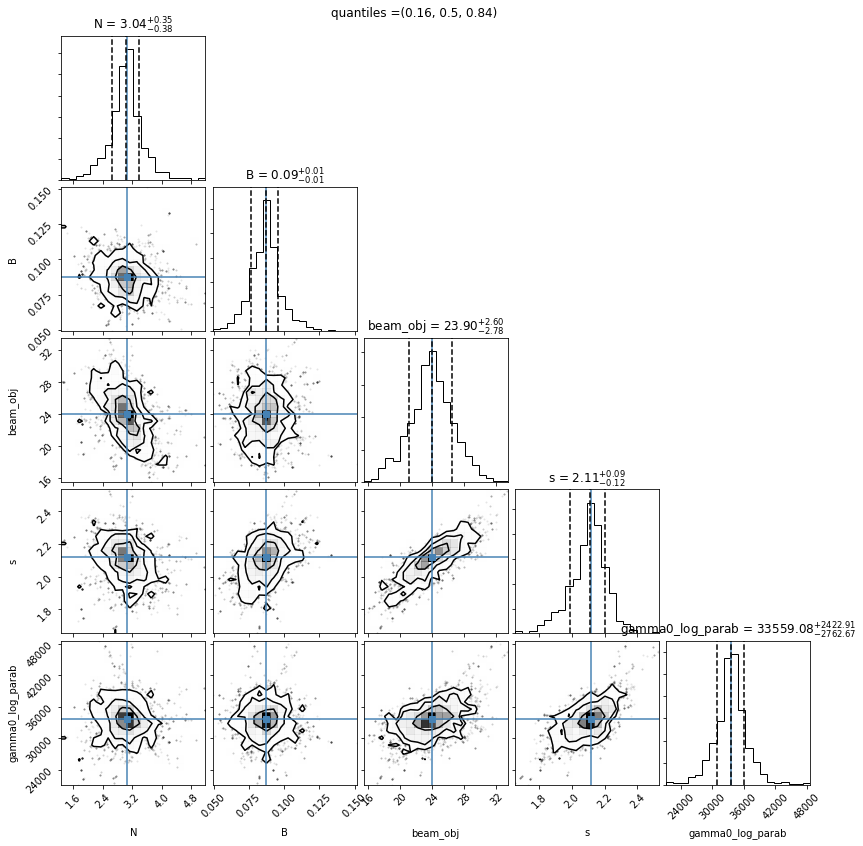 quantiles =(0.16, 0.5, 0.84)
N = 3.04+0.35−0.38
B = 0.09+0.01−0.01
0.150
0.125
0.100
0.075
0.050
B
beam_obj = 23.90+2.60−2.78
32
28
24
20
16
beam_obj
s = 2.11+0.09−0.12
2.4
2.2
2.0
1.8
s
gamma0_log_parab = 33559.08+2422.91−2762.67
48000
42000
36000
30000
24000
gamma0_log_parab
1.6 2.4 3.2 4.0 4.8
0.050 0.075 0.100 0.125 0.150
16 20 24 28 32
1.8 2.0 2.2 2.4
24000 30000 36000 42000 48000
N B beam_obj s gamma0_log_parab